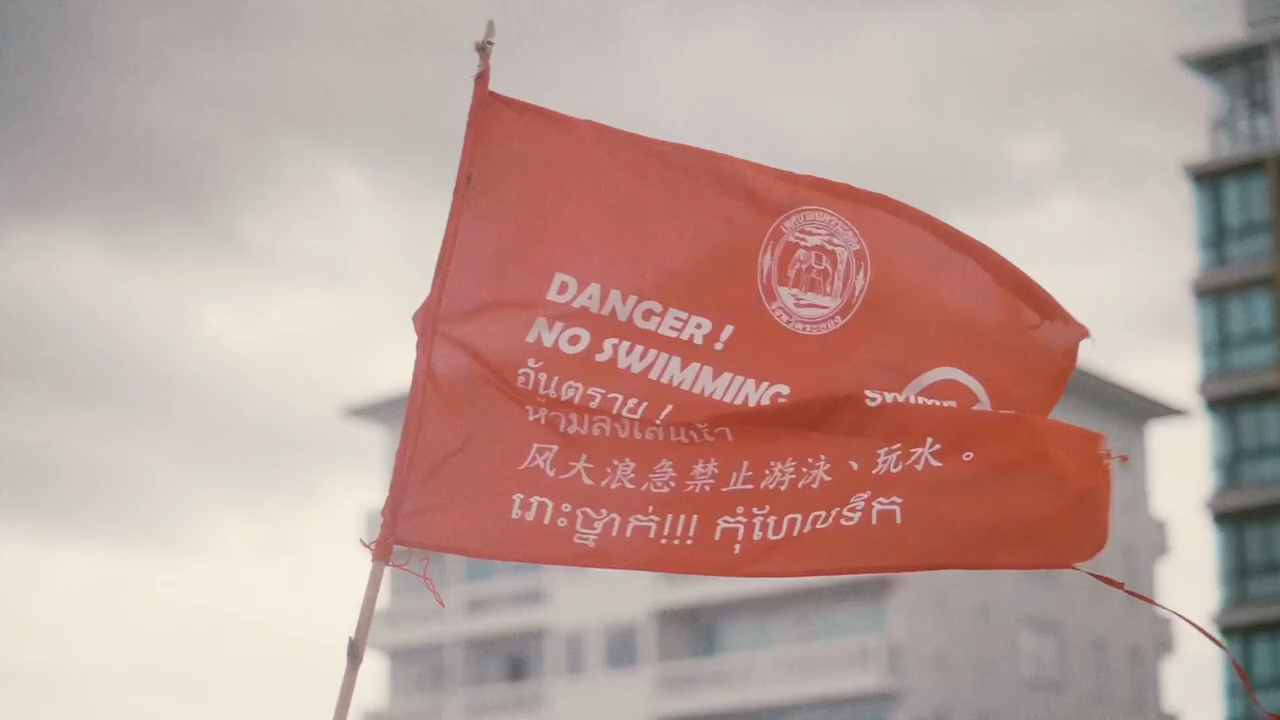 DANGER!
NO SWIMMING
อันตราย!
ห้ามลงเล่นน้ำ
风大浪急禁止游泳、玩水。
គ្រោះថ្នាក់!!! កុំហែលទឹក